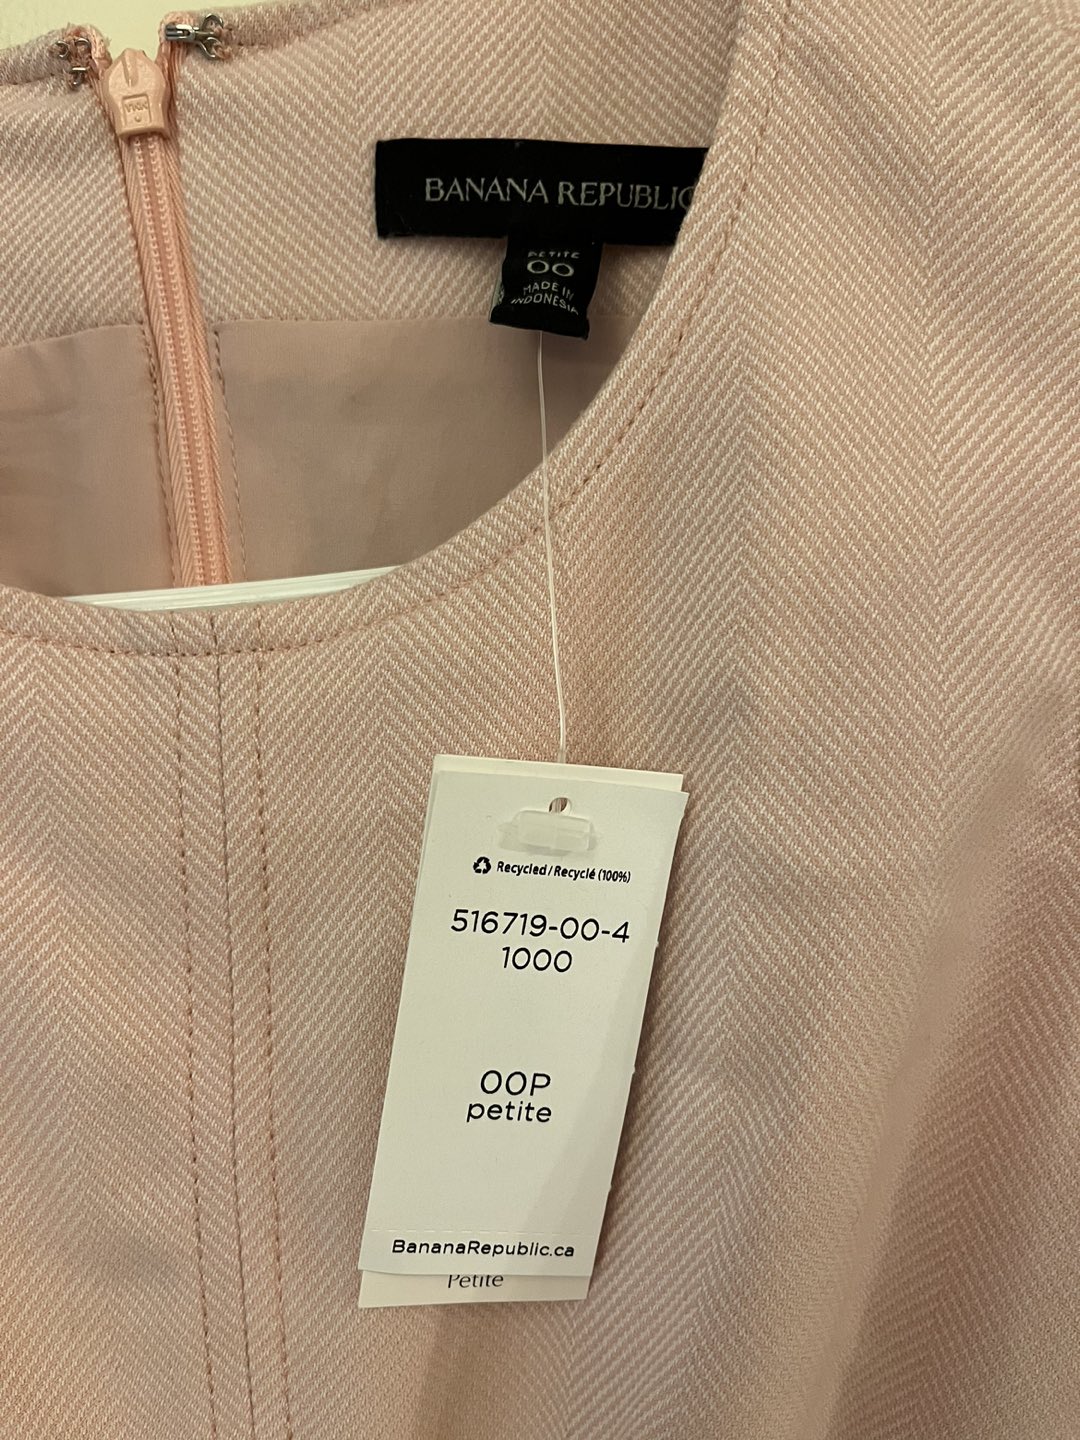 YKK
BANANA REPUBLIC
PETITE
00
MADE IN
INDONESIA
Recycled/Recyclé (100%)
516719-00-4
1000
00P
petite
BananaRepublic.ca
Petite